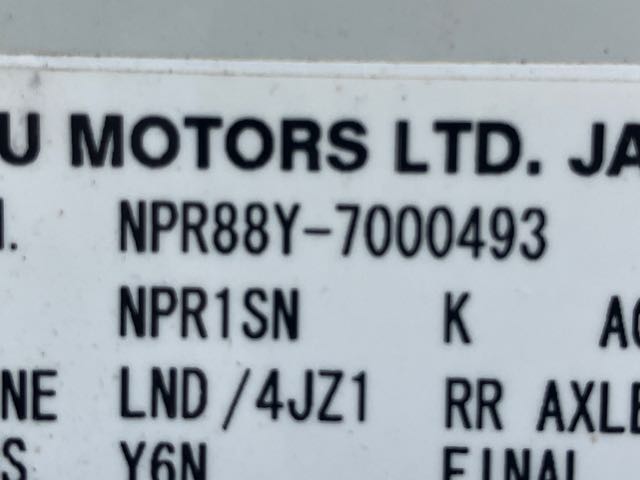 U MOTORS LTD. JA
. NPR88Y-7000493
NPR1SN K A
NE LND/4JZ1 RR AXLE
S Y6N FINAL